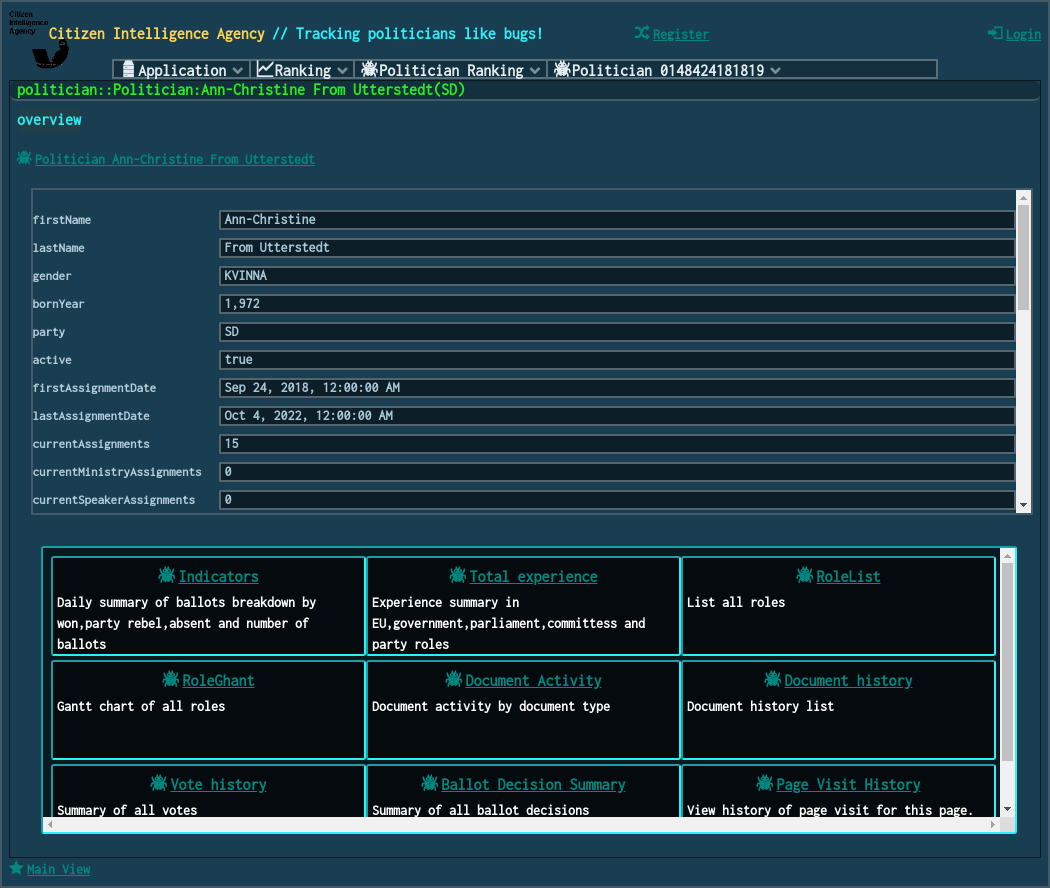 Citizen
Intelligence
Agency
Citizen Intelligence Agency // Tracking politicians like bugs!
Register
Login
Application
Ranking
Politician Ranking
Politician 0148424181819
politician::Politician:Ann-Christine From Utterstedt(SD)
overview
Politician Ann-Christine From Utterstedt
firstName Ann-Christine
lastName From Utterstedt
gender KVINNA
bornYear 1,972
party SD
active true
firstAssignmentDate Sep 24, 2018, 12:00:00 AM
lastAssignmentDate Oct 4, 2022, 12:00:00 AM
currentAssignments 15
currentMinistryAssignments 0
currentSpeakerAssignments 0
Indicators
Daily summary of ballots breakdown by
won,party rebel,absent and number of
ballots
Total experience
Experience summary in
EU,government,parliament,committess and
party roles
RoleList
List all roles
RoleGhant
Gantt chart of all roles
Document Activity
Document activity by document type
Document history
Document history list
Vote history
Summary of all votes
Ballot Decision Summary
Summary of all ballot decisions
Page Visit History
View history of page visit for this page.
Main View